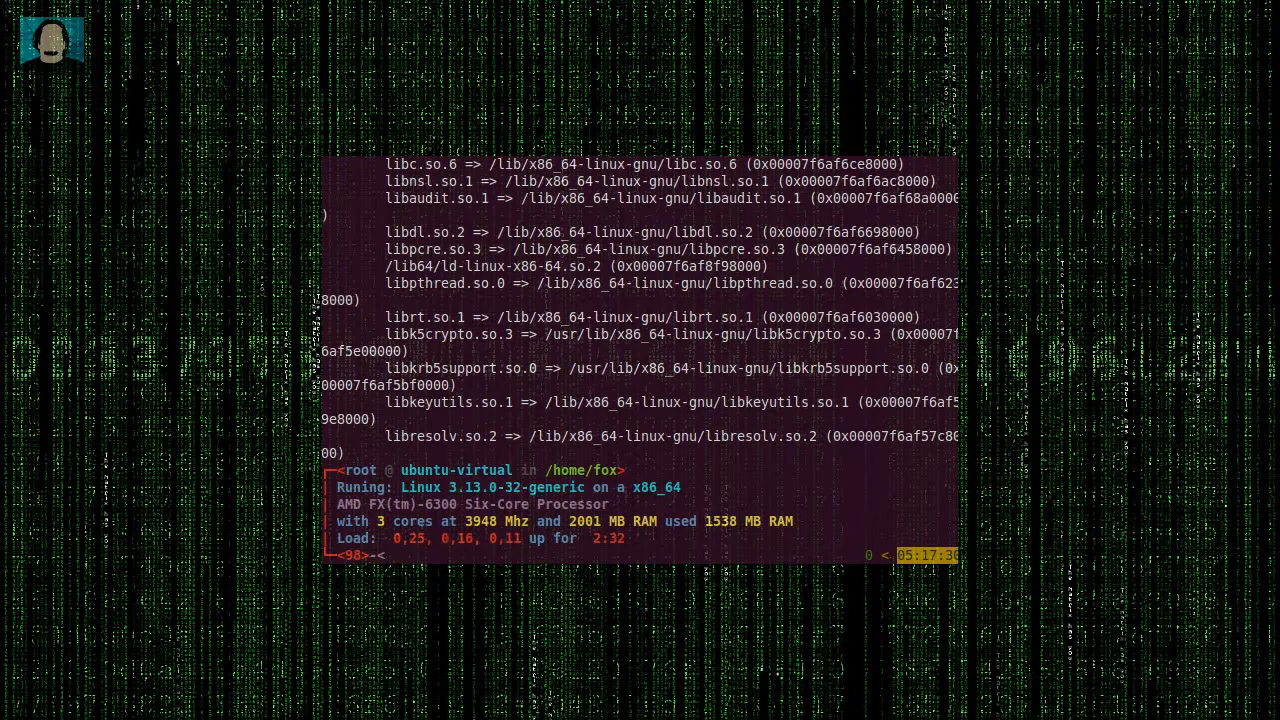 libc.so.6 => /lib/x86_64-linux-gnu/libc.so.6 (0x00007f6af6ce8000)
libnsl.so.1 => /lib/x86_64-linux-gnu/libnsl.so.1 (0x00007f6af6ac8000)
libaudit.so.1 => /lib/x86_64-linux-gnu/libaudit.so.1 (0x00007f6af68a0000
)
libdl.so.2 => /lib/x86_64-linux-gnu/libdl.so.2 (0x00007f6af6698000)
libpcre.so.3 => /lib/x86_64-linux-gnu/libpcre.so.3 (0x00007f6af6458000)
/lib64/ld-linux-x86-64.so.2 (0x00007f6af8f98000)
libpthread.so.0 => /lib/x86_64-linux-gnu/libpthread.so.0 (0x00007f6af623
8000)
librt.so.1 => /lib/x86_64-linux-gnu/librt.so.1 (0x00007f6af6030000)
libk5crypto.so.3 => /usr/lib/x86_64-linux-gnu/libk5crypto.so.3 (0x00007f
6af5e00000)
libkrb5support.so.0 => /usr/lib/x86_64-linux-gnu/libkrb5support.so.0 (0x
00007f6af5bf0000)
libkeyutils.so.1 => /lib/x86_64-linux-gnu/libkeyutils.so.1 (0x00007f6af5
9e8000)
libresolv.so.2 => /lib/x86_64-linux-gnu/libresolv.so.2 (0x00007f6af57c80
00)
┌─<root @ ubuntu-virtual in /home/fox>
| Runing: Linux 3.13.0-32-generic on a x86_64
| AMD FX(tm)-6300 Six-Core Processor
| with 3 cores at 3948 Mhz and 2001 MB RAM used 1538 MB RAM
| Load:  0,25, 0,16, 0,11 up for  2:32
└─<98>-< 0 < 05:17:30